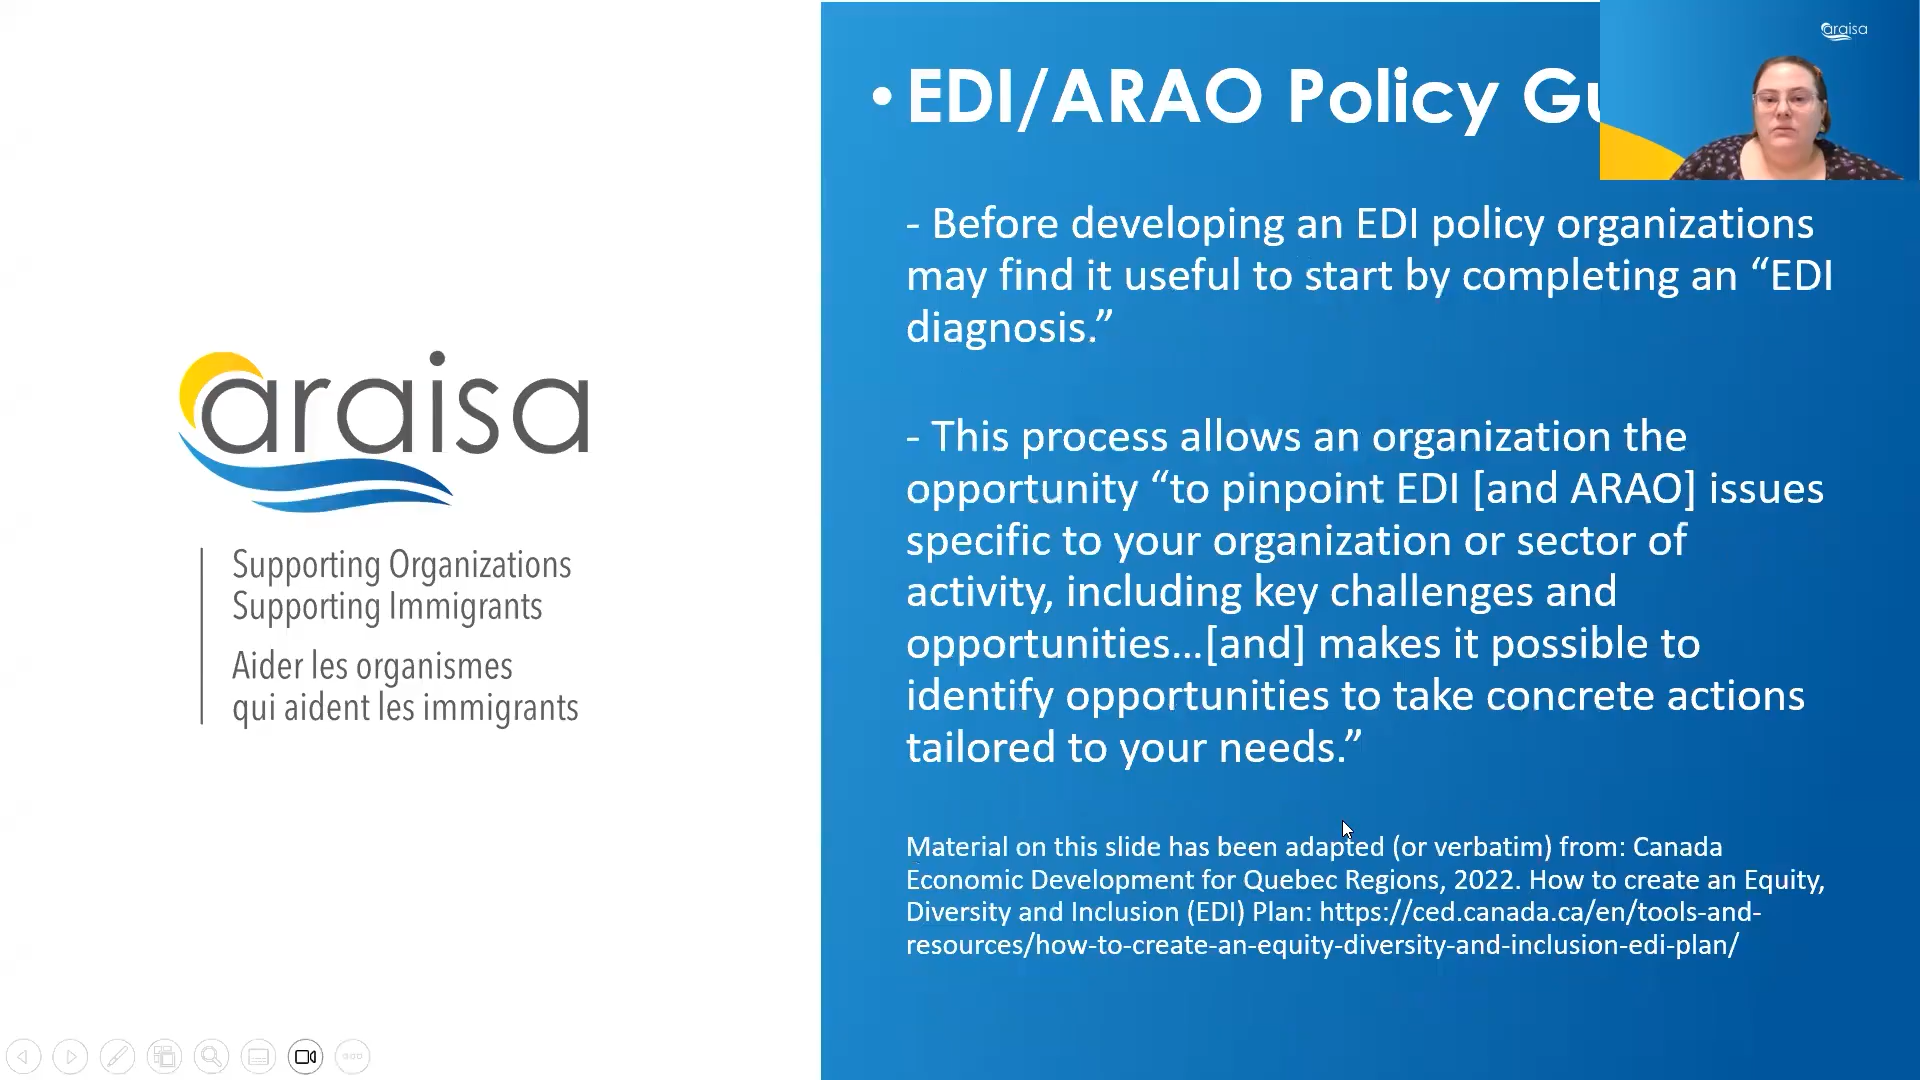 araisa
Supporting Organizations
Supporting Immigrants
Aider les organismes
qui aident les immigrants
• EDI/ARAO Policy
araisa
- Before developing an EDI policy organizations
may find it useful to start by completing an “EDI
diagnosis.”
- This process allows an organization the
opportunity “to pinpoint EDI [and ARAO] issues
specific to your organization or sector of
activity, including key challenges and
opportunities…[and] makes it possible to
identify opportunities to take concrete actions
tailored to your needs.”
Material on this slide has been adapted (or verbatim) from: Canada
Economic Development for Quebec Regions, 2022. How to create an Equity,
Diversity and Inclusion (EDI) Plan: https://ced.canada.ca/en/tools-and-
resources/how-to-create-an-equity-diversity-and-inclusion-edi-plan/